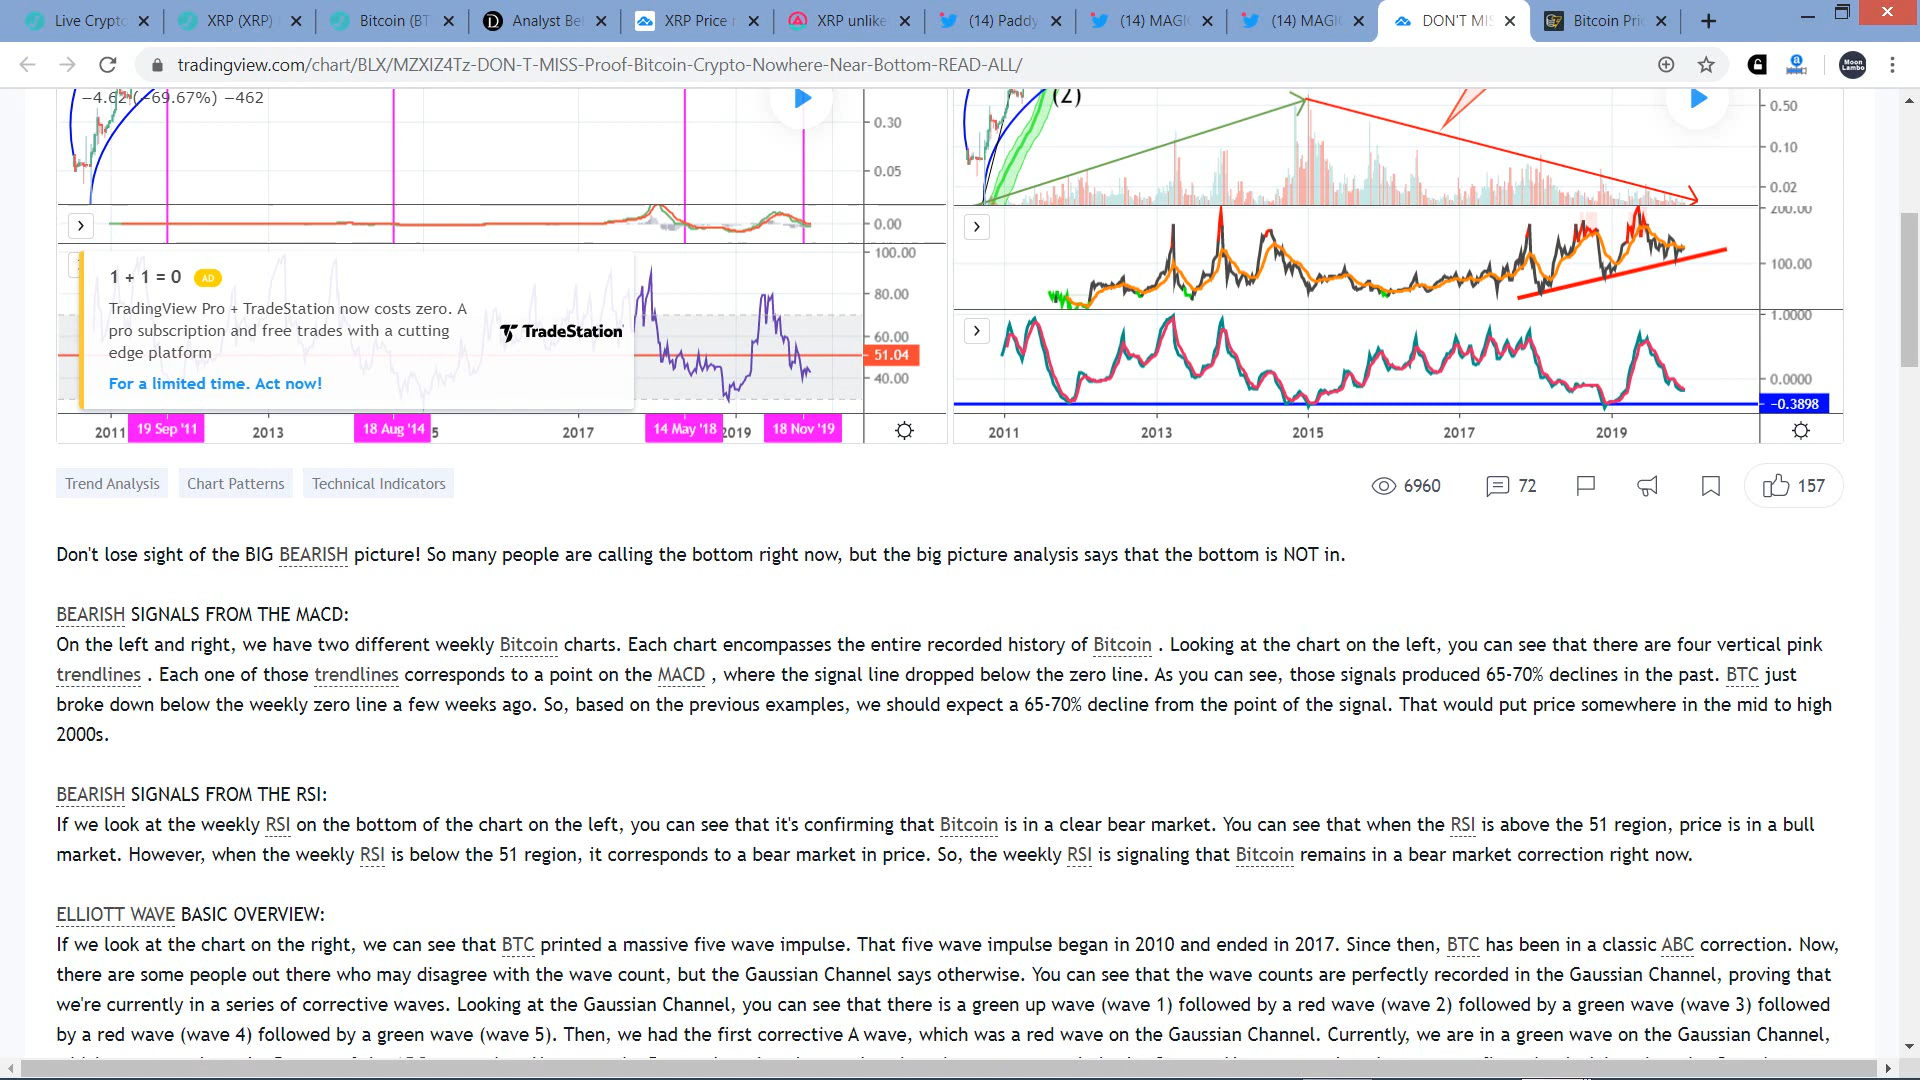 Live Crypto
XRP (XRP)
Bitcoin (BT
Analyst Be
XRP Price
XRP unlike
(14) Paddy
(14) MAGI
(14) MAGI
DON'T MIS
Bitcoin Pric
tradingview.com/chart/BLX/MZXIZ4Tz-DON-T-MISS-Proof-Bitcoin-Crypto-Nowhere-Near-Bottom-READ-ALL/
Moon Lambo
−4.62 (−69.67%) −462
0.30
0.05
0.00
100.00
80.00
60.00
51.04
40.00
1 + 1 = 0 AD
TradingView Pro + TradeStation now costs zero. A
pro subscription and free trades with a cutting
edge platform
For a limited time. Act now!
TradeStation
2011 19 Sep '11 2013 18 Aug '14 5 2017 14 May '18 2019 18 Nov '19
(2)
0.50
0.10
0.02
200.00
100.00
1.0000
0.0000
−0.3898
2011 2013 2015 2017 2019
Trend Analysis Chart Patterns Technical Indicators
6960 72 157
Don't lose sight of the BIG BEARISH picture! So many people are calling the bottom right now, but the big picture analysis says that the bottom is NOT in.
BEARISH SIGNALS FROM THE MACD:
On the left and right, we have two different weekly Bitcoin charts. Each chart encompasses the entire recorded history of Bitcoin . Looking at the chart on the left, you can see that there are four vertical pink
trendlines . Each one of those trendlines corresponds to a point on the MACD , where the signal line dropped below the zero line. As you can see, those signals produced 65-70% declines in the past. BTC just
broke down below the weekly zero line a few weeks ago. So, based on the previous examples, we should expect a 65-70% decline from the point of the signal. That would put price somewhere in the mid to high
2000s.
BEARISH SIGNALS FROM THE RSI:
If we look at the weekly RSI on the bottom of the chart on the left, you can see that it's confirming that Bitcoin is in a clear bear market. You can see that when the RSI is above the 51 region, price is in a bull
market. However, when the weekly RSI is below the 51 region, it corresponds to a bear market in price. So, the weekly RSI is signaling that Bitcoin remains in a bear market correction right now.
ELLIOTT WAVE BASIC OVERVIEW:
If we look at the chart on the right, we can see that BTC printed a massive five wave impulse. That five wave impulse began in 2010 and ended in 2017. Since then, BTC has been in a classic ABC correction. Now,
there are some people out there who may disagree with the wave count, but the Gaussian Channel says otherwise. You can see that the wave counts are perfectly recorded in the Gaussian Channel, proving that
we're currently in a series of corrective waves. Looking at the Gaussian Channel, you can see that there is a green up wave (wave 1) followed by a red wave (wave 2) followed by a green wave (wave 3) followed
by a red wave (wave 4) followed by a green wave (wave 5). Then, we had the first corrective A wave, which was a red wave on the Gaussian Channel. Currently, we are in a green wave on the Gaussian Channel,